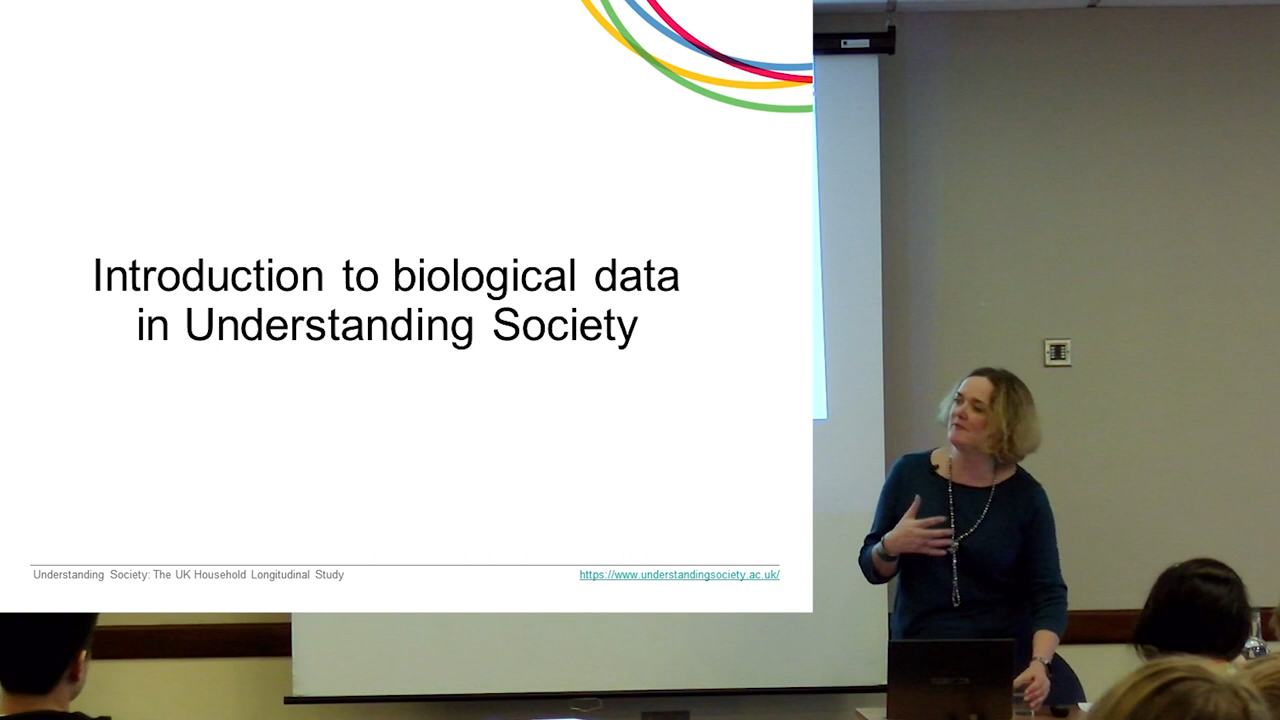 Introduction to biological data
in Understanding Society
Understanding Society: The UK Household Longitudinal Study
https://www.understandingsociety.ac.uk/